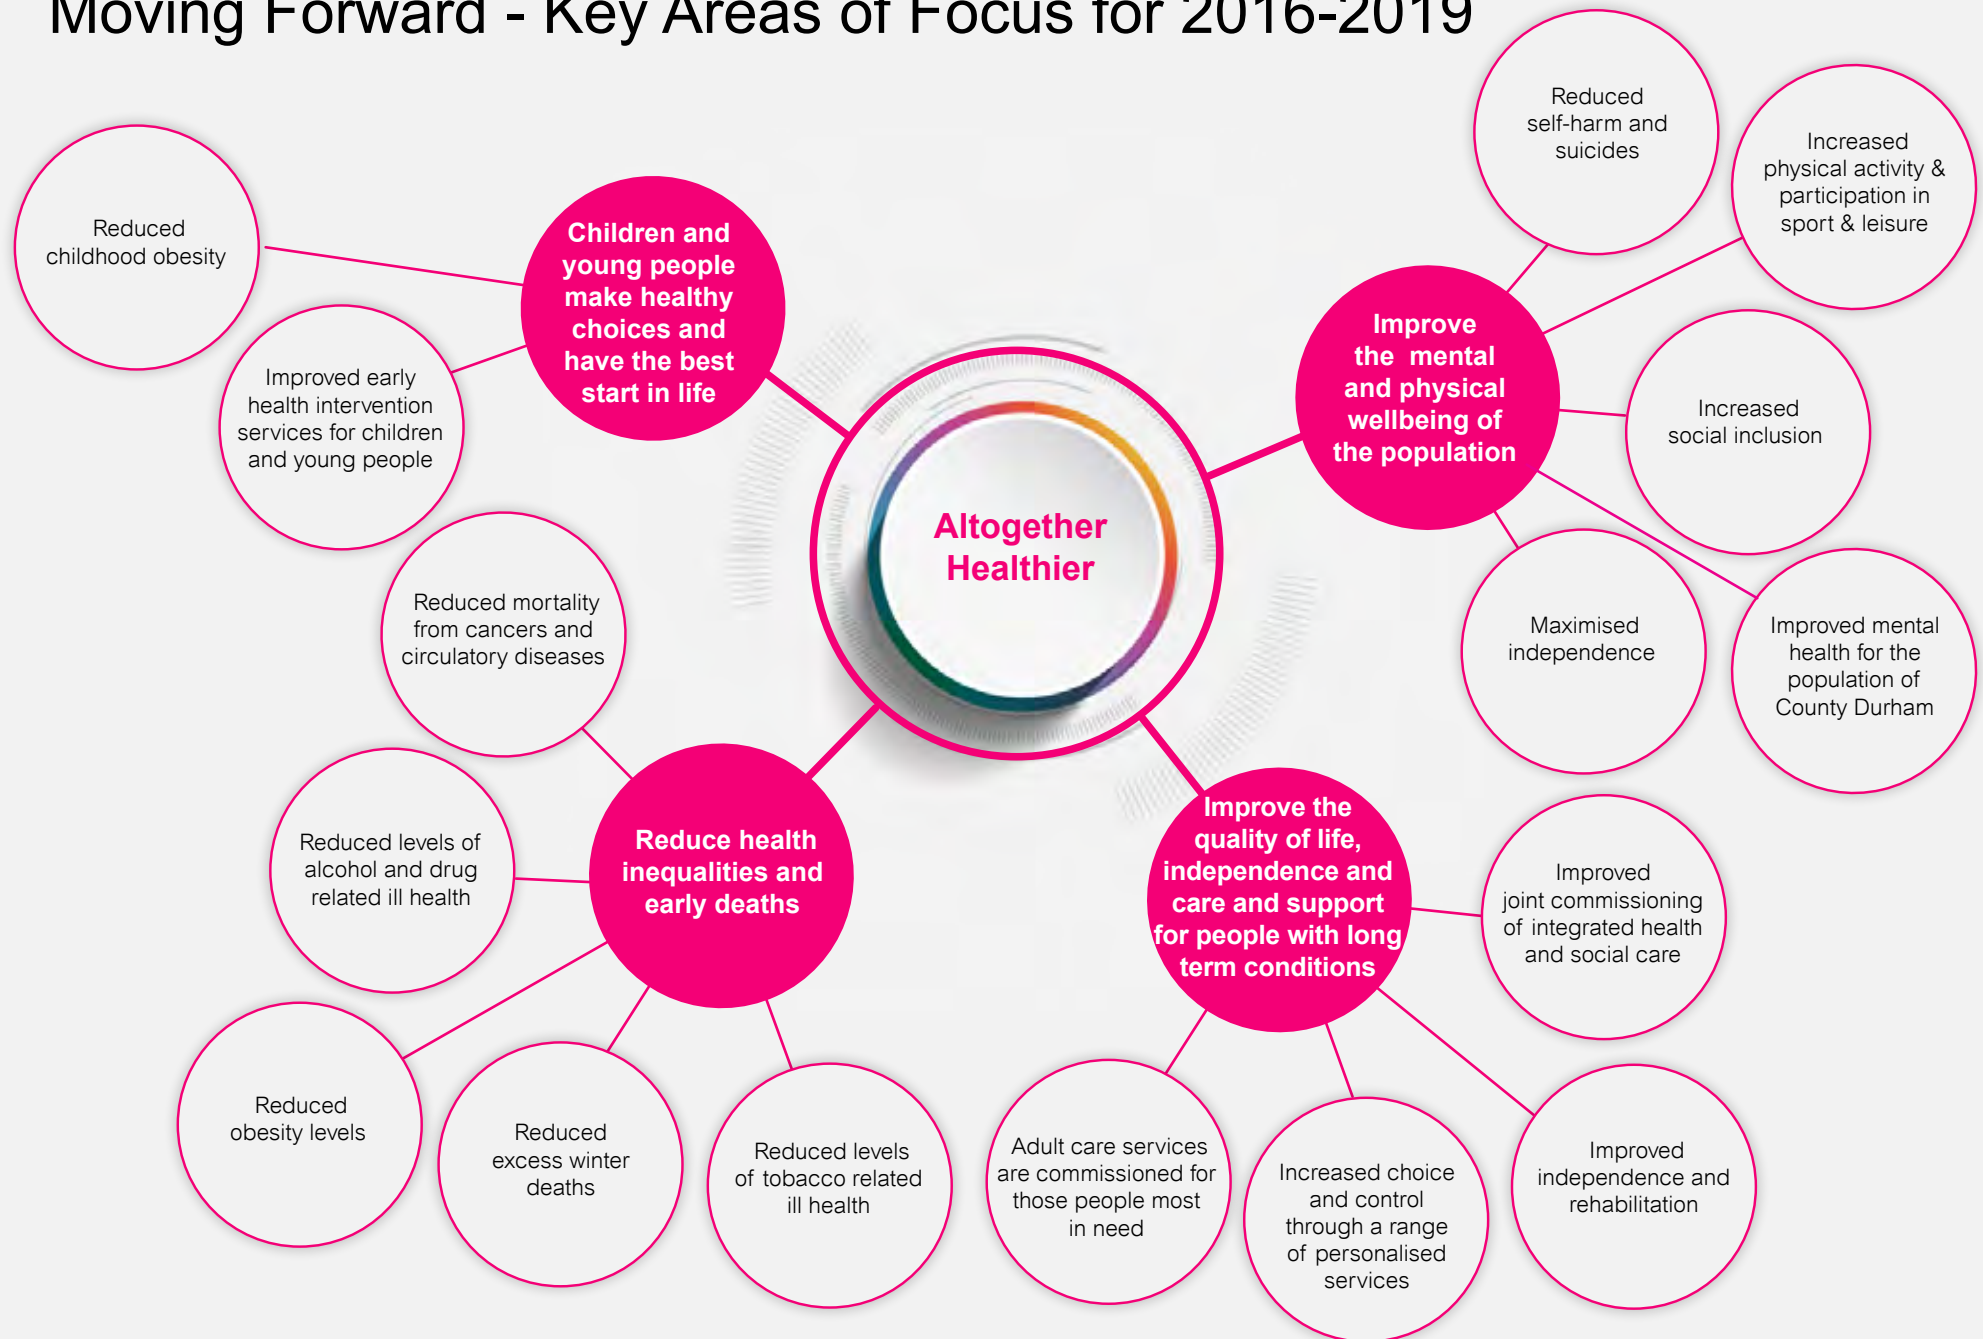 Moving Forward - Key Areas of Focus for 2016-2019
Reduced
childhood obesity
Improved early
health intervention
services for children
and young people
Children and
young people
make healthy
choices and
have the best
start in life
Reduced
self-harm and
suicides
Increased
physical activity &
participation in
sport & leisure
Improve
the mental
and physical
wellbeing of
the population
Increased
social inclusion
Maximised
independence
Improved mental
health for the
population of
County Durham
Altogether
Healthier
Reduced mortality
from cancers and
circulatory diseases
Reduced levels of
alcohol and drug
related ill health
Reduce health
inequalities and
early deaths
Reduced
obesity levels
Reduced
excess winter
deaths
Reduced levels
of tobacco related
ill health
Improve the
quality of life,
independence and
care and support
for people with long
term conditions
Improved
joint commissioning
of integrated health
and social care
Adult care services
are commissioned for
those people most
in need
Increased choice
and control
through a range
of personalised
services
Improved
independence and
rehabilitation